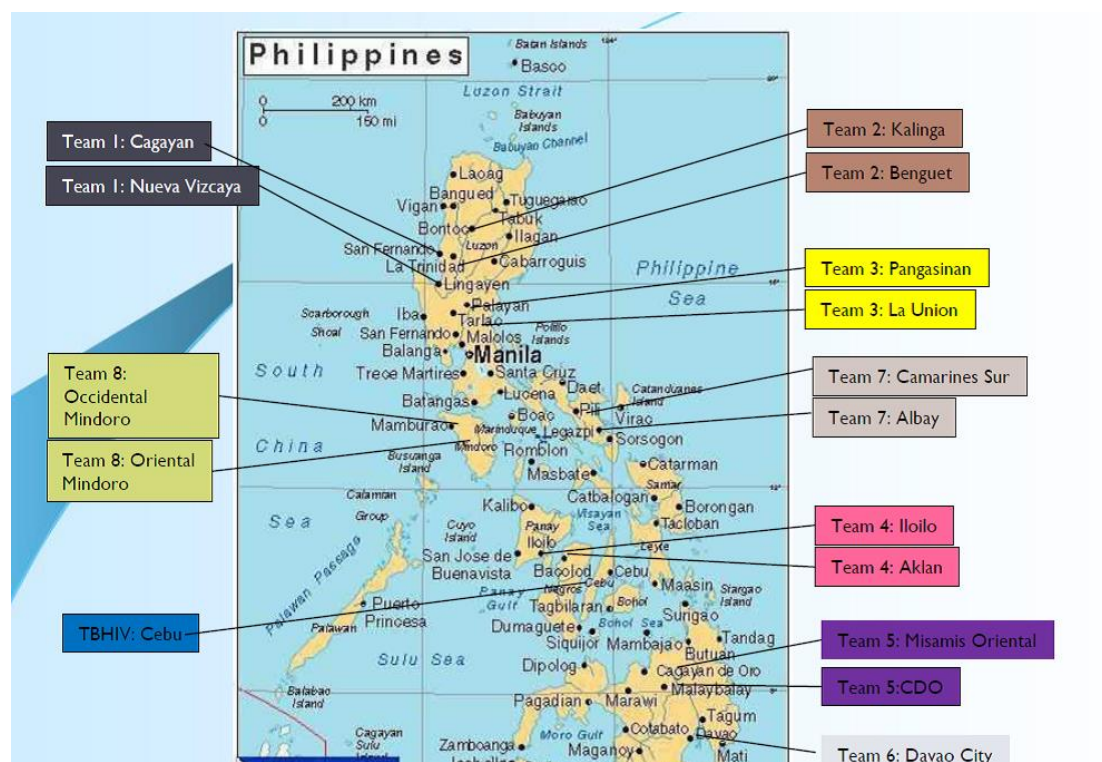 Philippines
Batan Islands
Basco
Luzon Strait
0 200 km
0 150 mi
Babuyan
Islands
Babuyan Channel
Team 1: Cagayan
Team 1: Nueva Vizcaya
Team 2: Kalinga
Team 2: Benguet
Laoag
Bangued
Vigan
Tuguegarao
Tabuk
Bontoc
Ilagan
San Fernando
Luzon
La Trinidad
Cabarroguis
Lingayen
Philippine
Sea
Team 3: Pangasinan
Team 3: La Union
Palayan
Iba
Tarlac
Scarborough
Shoal
San Fernando
Malolos
Polillo
Islands
Balanga
Manila
South
China
Sea
Trece Martires
Santa Cruz
Daet
Catanduanes
Island
Lucena
Pili
Virac
Batangas
Boac
Mamburao
Marinduque
Legazpi
Sorsogon
Mindoro
Team 8:
Occidental
Mindoro
Team 8: Oriental
Mindoro
Team 7: Camarines Sur
Team 7: Albay
Busuanga
Island
Romblon
Masbate
Catarman
Samar
Calamian
Group
Kalibo
Catbalogan
Borongan
Visayan
Sea
Tacloban
Cuyo
Island
Panay
Iloilo
Leyte
Team 4: Iloilo
Team 4: Aklan
San Jose de
Buenavista
Bacolod
Cebu
Cebu
Maasin
Siargao
Island
Palawan Passage
Puerto
Princesa
Palawan
Panay
Gulf
Negros
Tagbilaran
Bohol
Surigao
TBHIV: Cebu
Dumaguete
Bohol Sea
Siquijor
Mambajao
Tandag
Butuan
Sulu Sea
Dipolog
Cagayan de Oro
Malaybalay
Team 5: Misamis Oriental
Team 5:CDO
Balabac
Island
Pagadian
Marawi
Cagayan
Sulu
Island
Moro Gulf
Cotabato
Tagum
Davao
Zamboanga
Maganoy
Mati
Team 6: Davao City